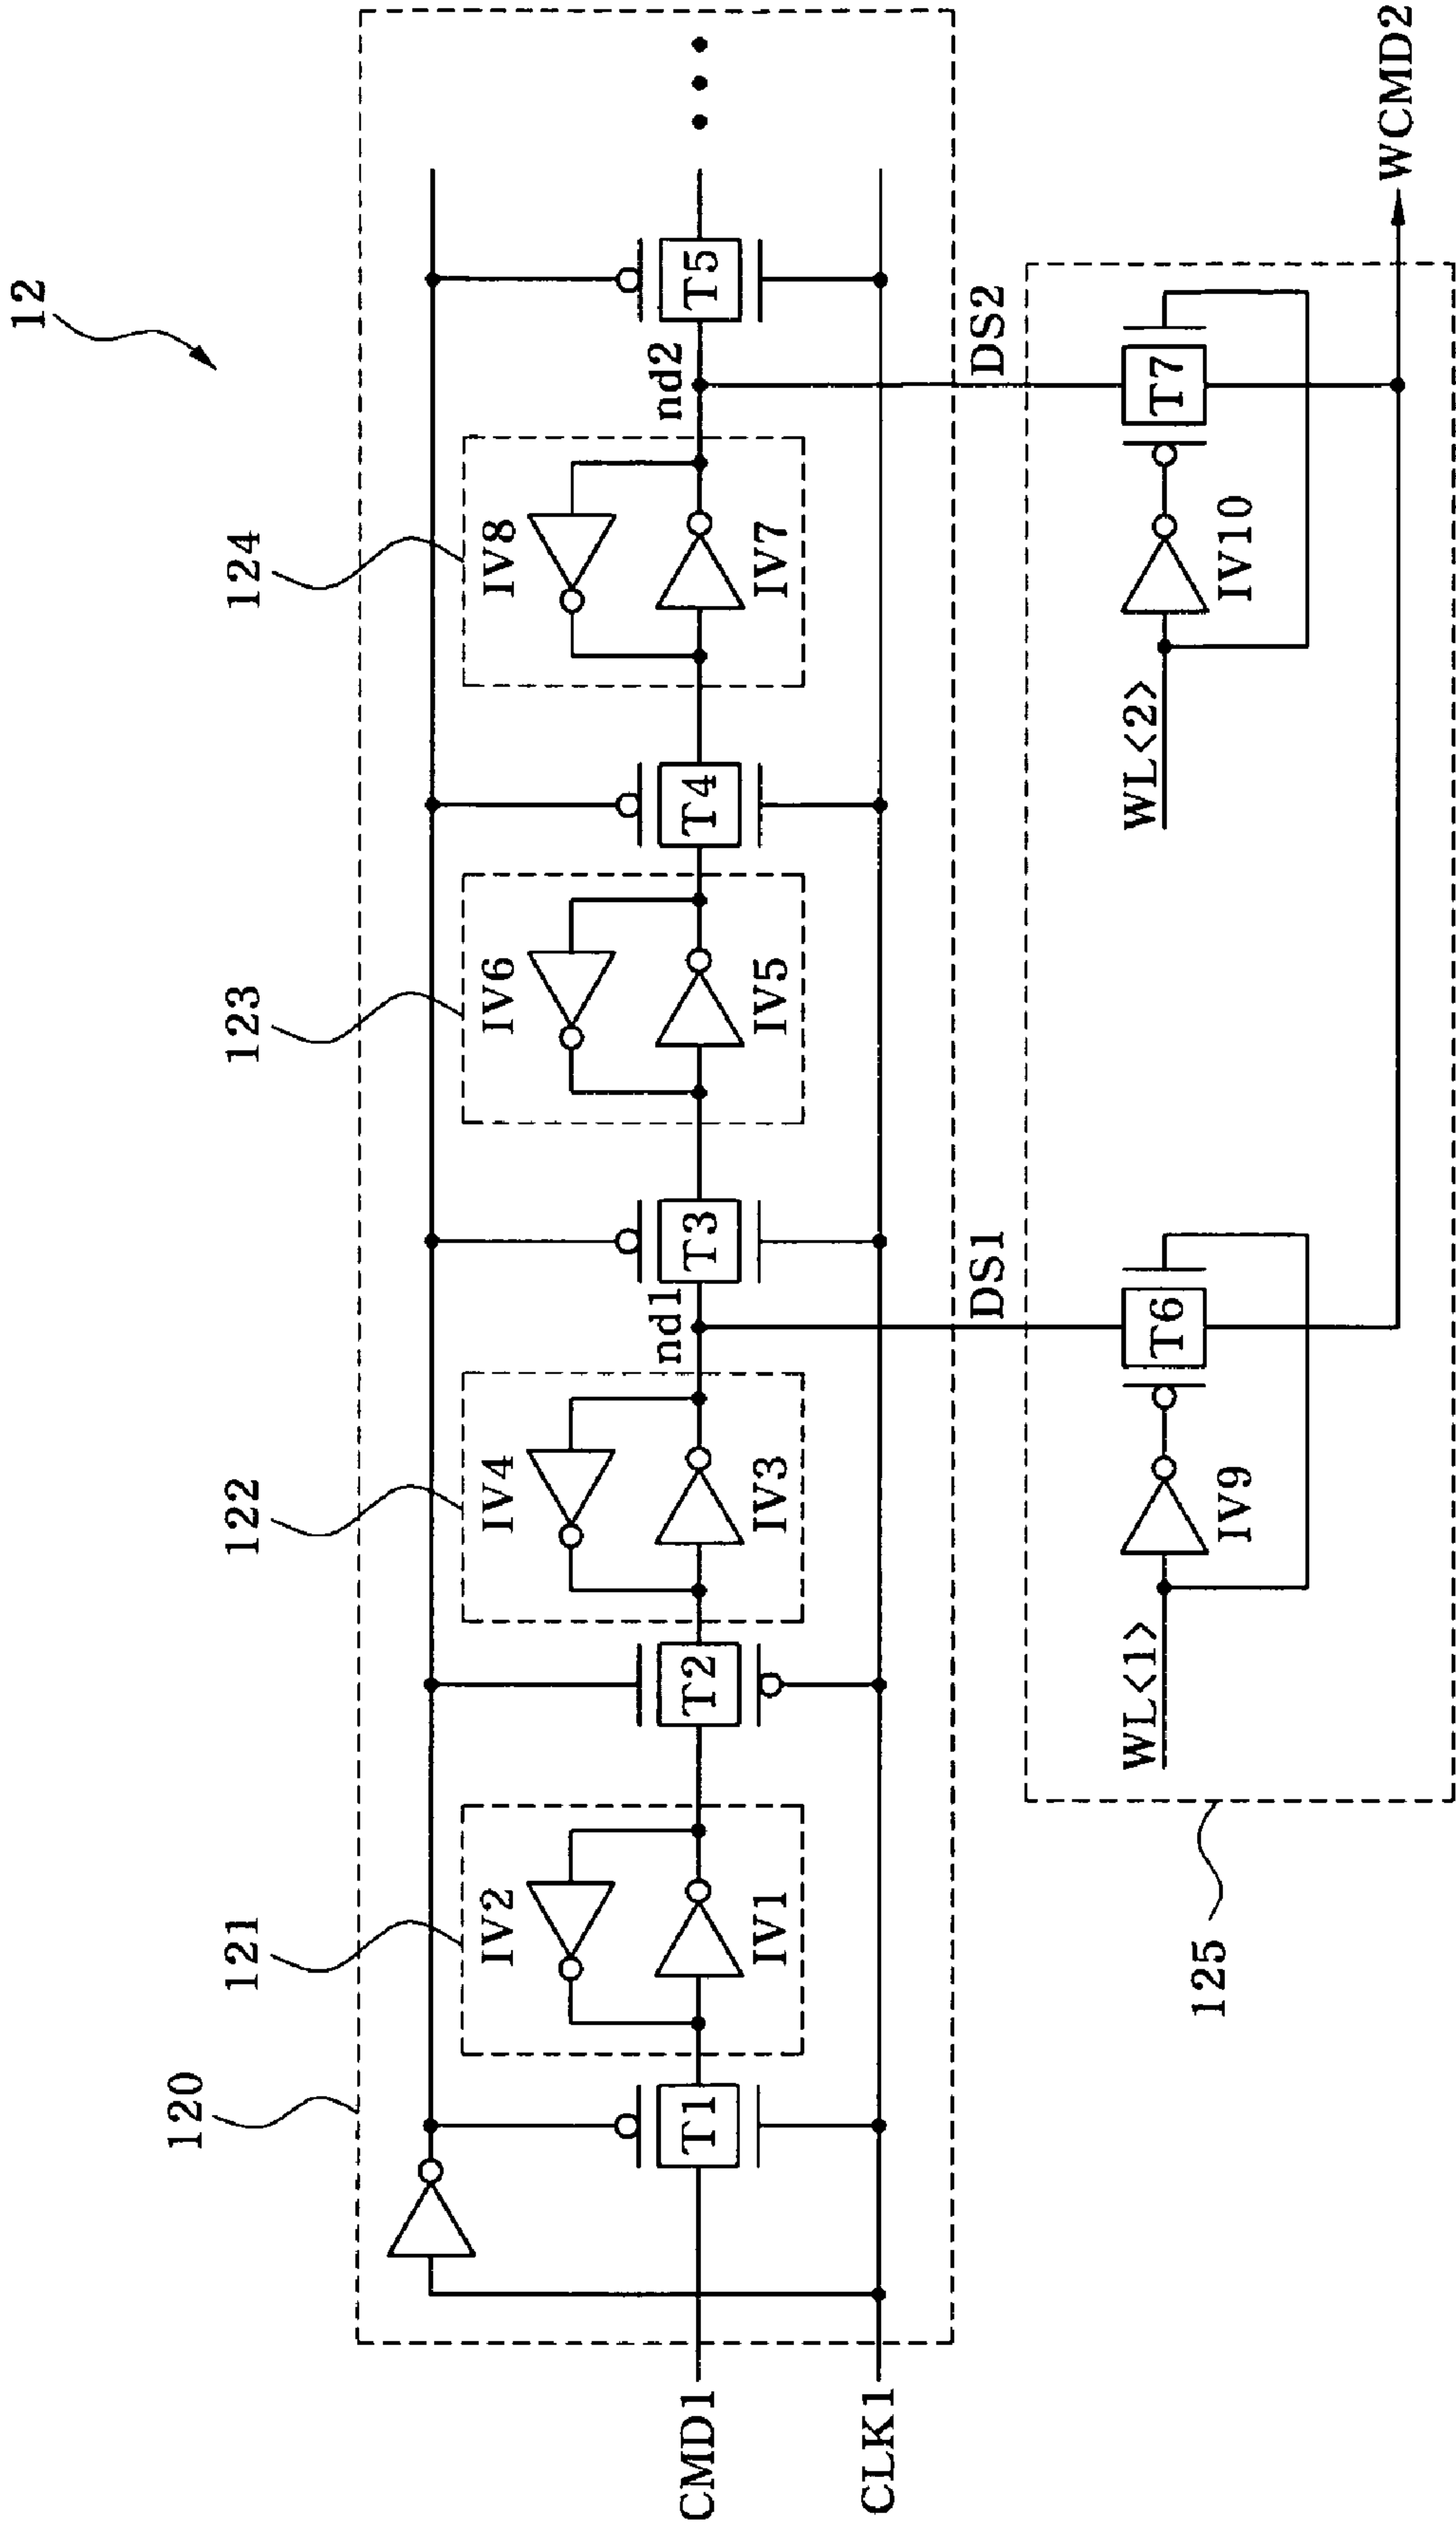 12
120
121
122
123
124
IV2
IV4
IV6
IV8
IV1
IV3
IV5
IV7
T1
T2
T3
T4
T5
nd1
nd2
CMD1
CLK1
DS1
DS2
WL<1>
IV9
T6
WL<2>
IV10
T7
125
WCMD2